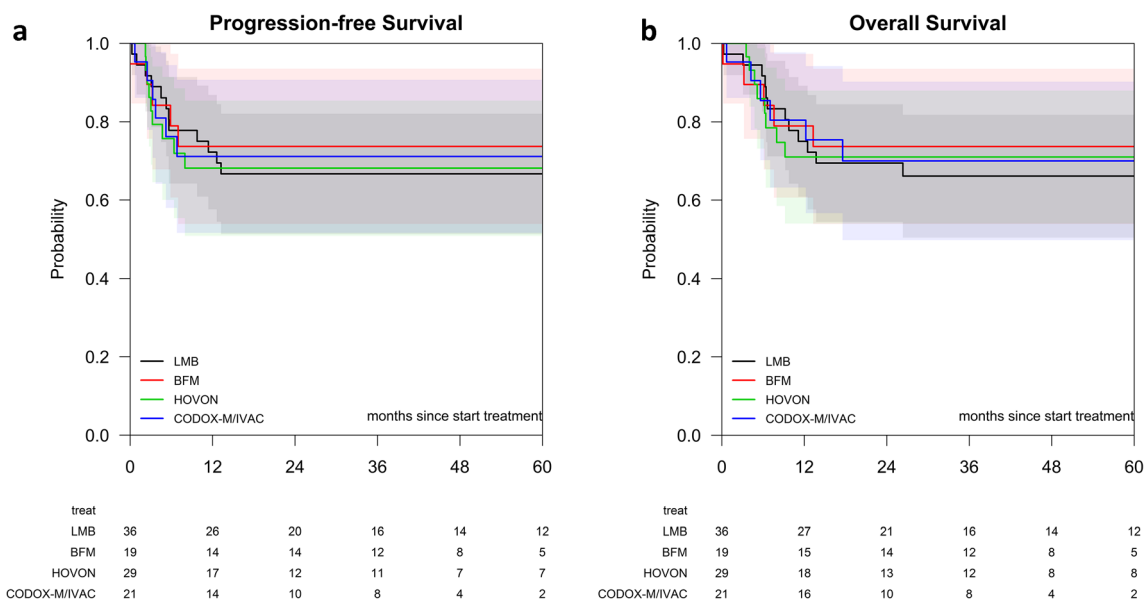 a
Progression-free Survival
Probability
1.0
0.8
0.6
0.4
0.2
0.0
LMB
BFM
HOVON
CODOX-M/IVAC
months since start treatment
0 12 24 36 48 60
treat
LMB 36 26 20 16 14 12
BFM 19 14 14 12 8 5
HOVON 29 17 12 11 7 7
CODOX-M/IVAC 21 14 10 8 4 2
b
Overall Survival
Probability
1.0
0.8
0.6
0.4
0.2
0.0
LMB
BFM
HOVON
CODOX-M/IVAC
months since start treatment
0 12 24 36 48 60
treat
LMB 36 27 21 16 14 12
BFM 19 15 14 12 8 5
HOVON 29 18 13 12 8 8
CODOX-M/IVAC 21 16 10 8 4 2